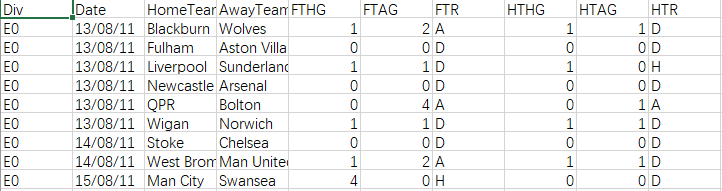 Div Date HomeTear AwayTeam FTHG FTAG FTR HTHG HTAG HTR
E0 13/08/11 Blackburn Wolves 1 2 A 1 1 D
E0 13/08/11 Fulham Aston Villa 0 0 D 0 0 D
E0 13/08/11 Liverpool Sunderland 1 1 D 1 0 H
E0 13/08/11 Newcastle Arsenal 0 0 D 0 0 D
E0 13/08/11 QPR Bolton 0 4 A 0 1 A
E0 13/08/11 Wigan Norwich 1 1 D 1 1 D
E0 14/08/11 Stoke Chelsea 0 0 D 0 0 D
E0 14/08/11 West Brom Man Unite 1 2 A 1 1 D
E0 15/08/11 Man City Swansea 4 0 H 0 0 D